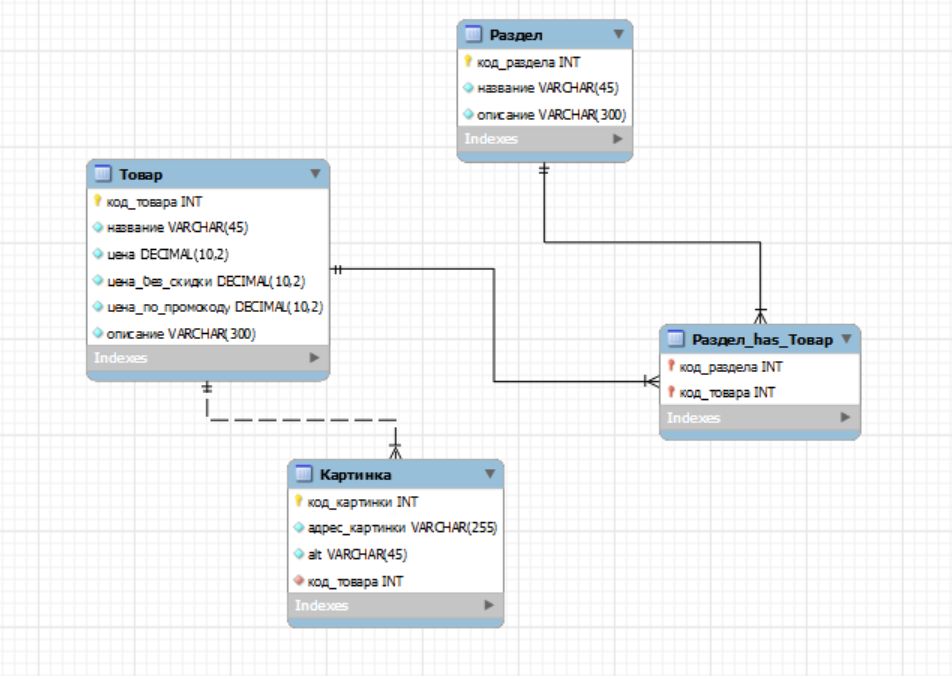 Раздел
код_раздела INT
название VARCHAR(45)
описание VARCHAR(300)
Indexes
Товар
код_товара INT
название VARCHAR(45)
цена DECIMAL(10,2)
цена_без_скидки DECIMAL(10,2)
цена_по_промокоду DECIMAL(10,2)
описание VARCHAR(300)
Indexes
Раздел_has_Товар
код_раздела INT
код_товара INT
Indexes
Картинка
код_картинки INT
адрес_картинки VARCHAR(255)
alt VARCHAR(45)
код_товара INT
Indexes